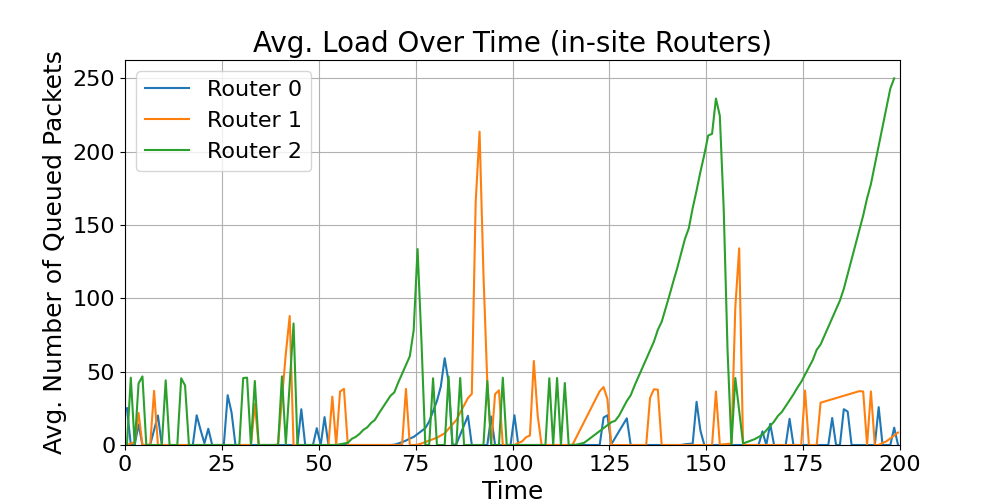 Avg. Load Over Time (in-site Routers)
Avg. Number of Queued Packets
250
200
150
100
50
0
Router 0
Router 1
Router 2
0 25 50 75 100 125 150 175 200
Time